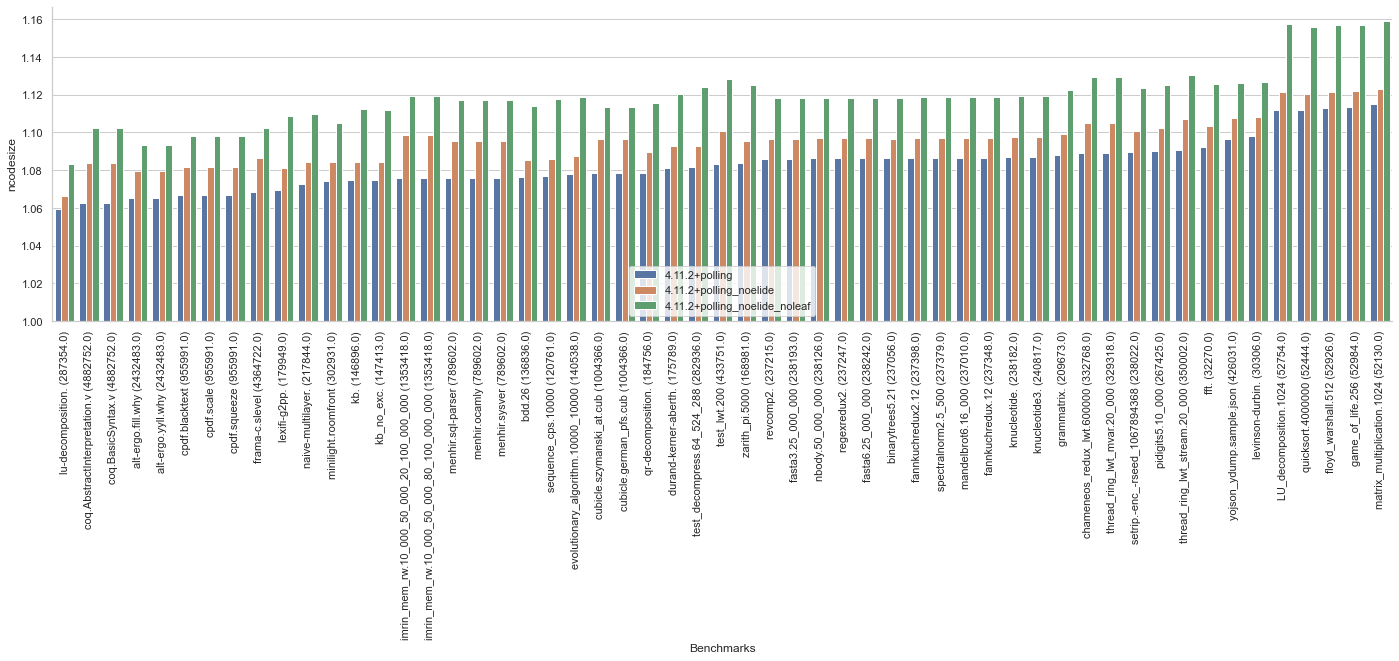 1.16
1.14
1.12
1.10
1.08
1.06
1.04
1.02
1.00
ncodesize
4.11.2+polling
4.11.2+polling_noelide
4.11.2+polling_noelide_noleaf
lu-decomposition. (287354.0)
coq.AbstractInterpretation.v (4882752.0)
coq.BasicSyntax.v (4882752.0)
alt-ergo.fill.why (2432483.0)
alt-ergo.yyll.why (2432483.0)
cpdf.blacktext (955991.0)
cpdf.scale (955991.0)
cpdf.squeeze (955991.0)
frama-c.slevel (4364722.0)
lexifi-g2pp. (179949.0)
naive-multilayer. (217844.0)
minilight.roomfront (302931.0)
kb. (146896.0)
kb_no_exc. (147413.0)
imrin_mem_rw.10_000_50_000_20_100_000_000 (1353418.0)
imrin_mem_rw.10_000_50_000_80_100_000_000 (1353418.0)
menhir.sql-parser (789602.0)
menhir.ocamly (789602.0)
menhir.sysver (789602.0)
bdd.26 (136836.0)
sequence_cps.10000 (120761.0)
evolutionary_algorithm.10000_10000 (140538.0)
cubicle.szymanski_at.cub (1004366.0)
cubicle.german_pfs.cub (1004366.0)
qr-decomposition. (184756.0)
durand-kerner-aberth. (175789.0)
test_decompress.64_524_288 (282936.0)
test_lwt.200 (433751.0)
zarith_pi.5000 (168981.0)
revcomp2. (237215.0)
fasta3.25_000_000 (238193.0)
nbody.50_000_000 (238126.0)
regexredux2. (237247.0)
fasta6.25_000_000 (238242.0)
binarytrees5.21 (237056.0)
fannkuchredux2.12 (237398.0)
spectralnorm2.5_500 (237379.0)
mandelbrot6.16_000 (237010.0)
fannkuchredux.12 (237348.0)
knucleotide. (238182.0)
knucleotide3. (240817.0)
grammatrix. (209673.0)
chameneos_redux_lwt.600000 (332768.0)
thread_ring_lwt_mvar.20_000 (329318.0)
setrip.-enc_-rseed_1067894368 (238022.0)
pidigits5.10_000 (267425.0)
thread_ring_lwt_stream.20_000 (350002.0)
fft. (32270.0)
yojson_ydump.sample.json (426031.0)
levinson-durbin. (30306.0)
LU_decomposition.1024 (52754.0)
quicksort.4000000 (52444.0)
floyd_warshall.512 (52926.0)
game_of_life.256 (52984.0)
matrix_multiplication.1024 (52130.0)
Benchmarks